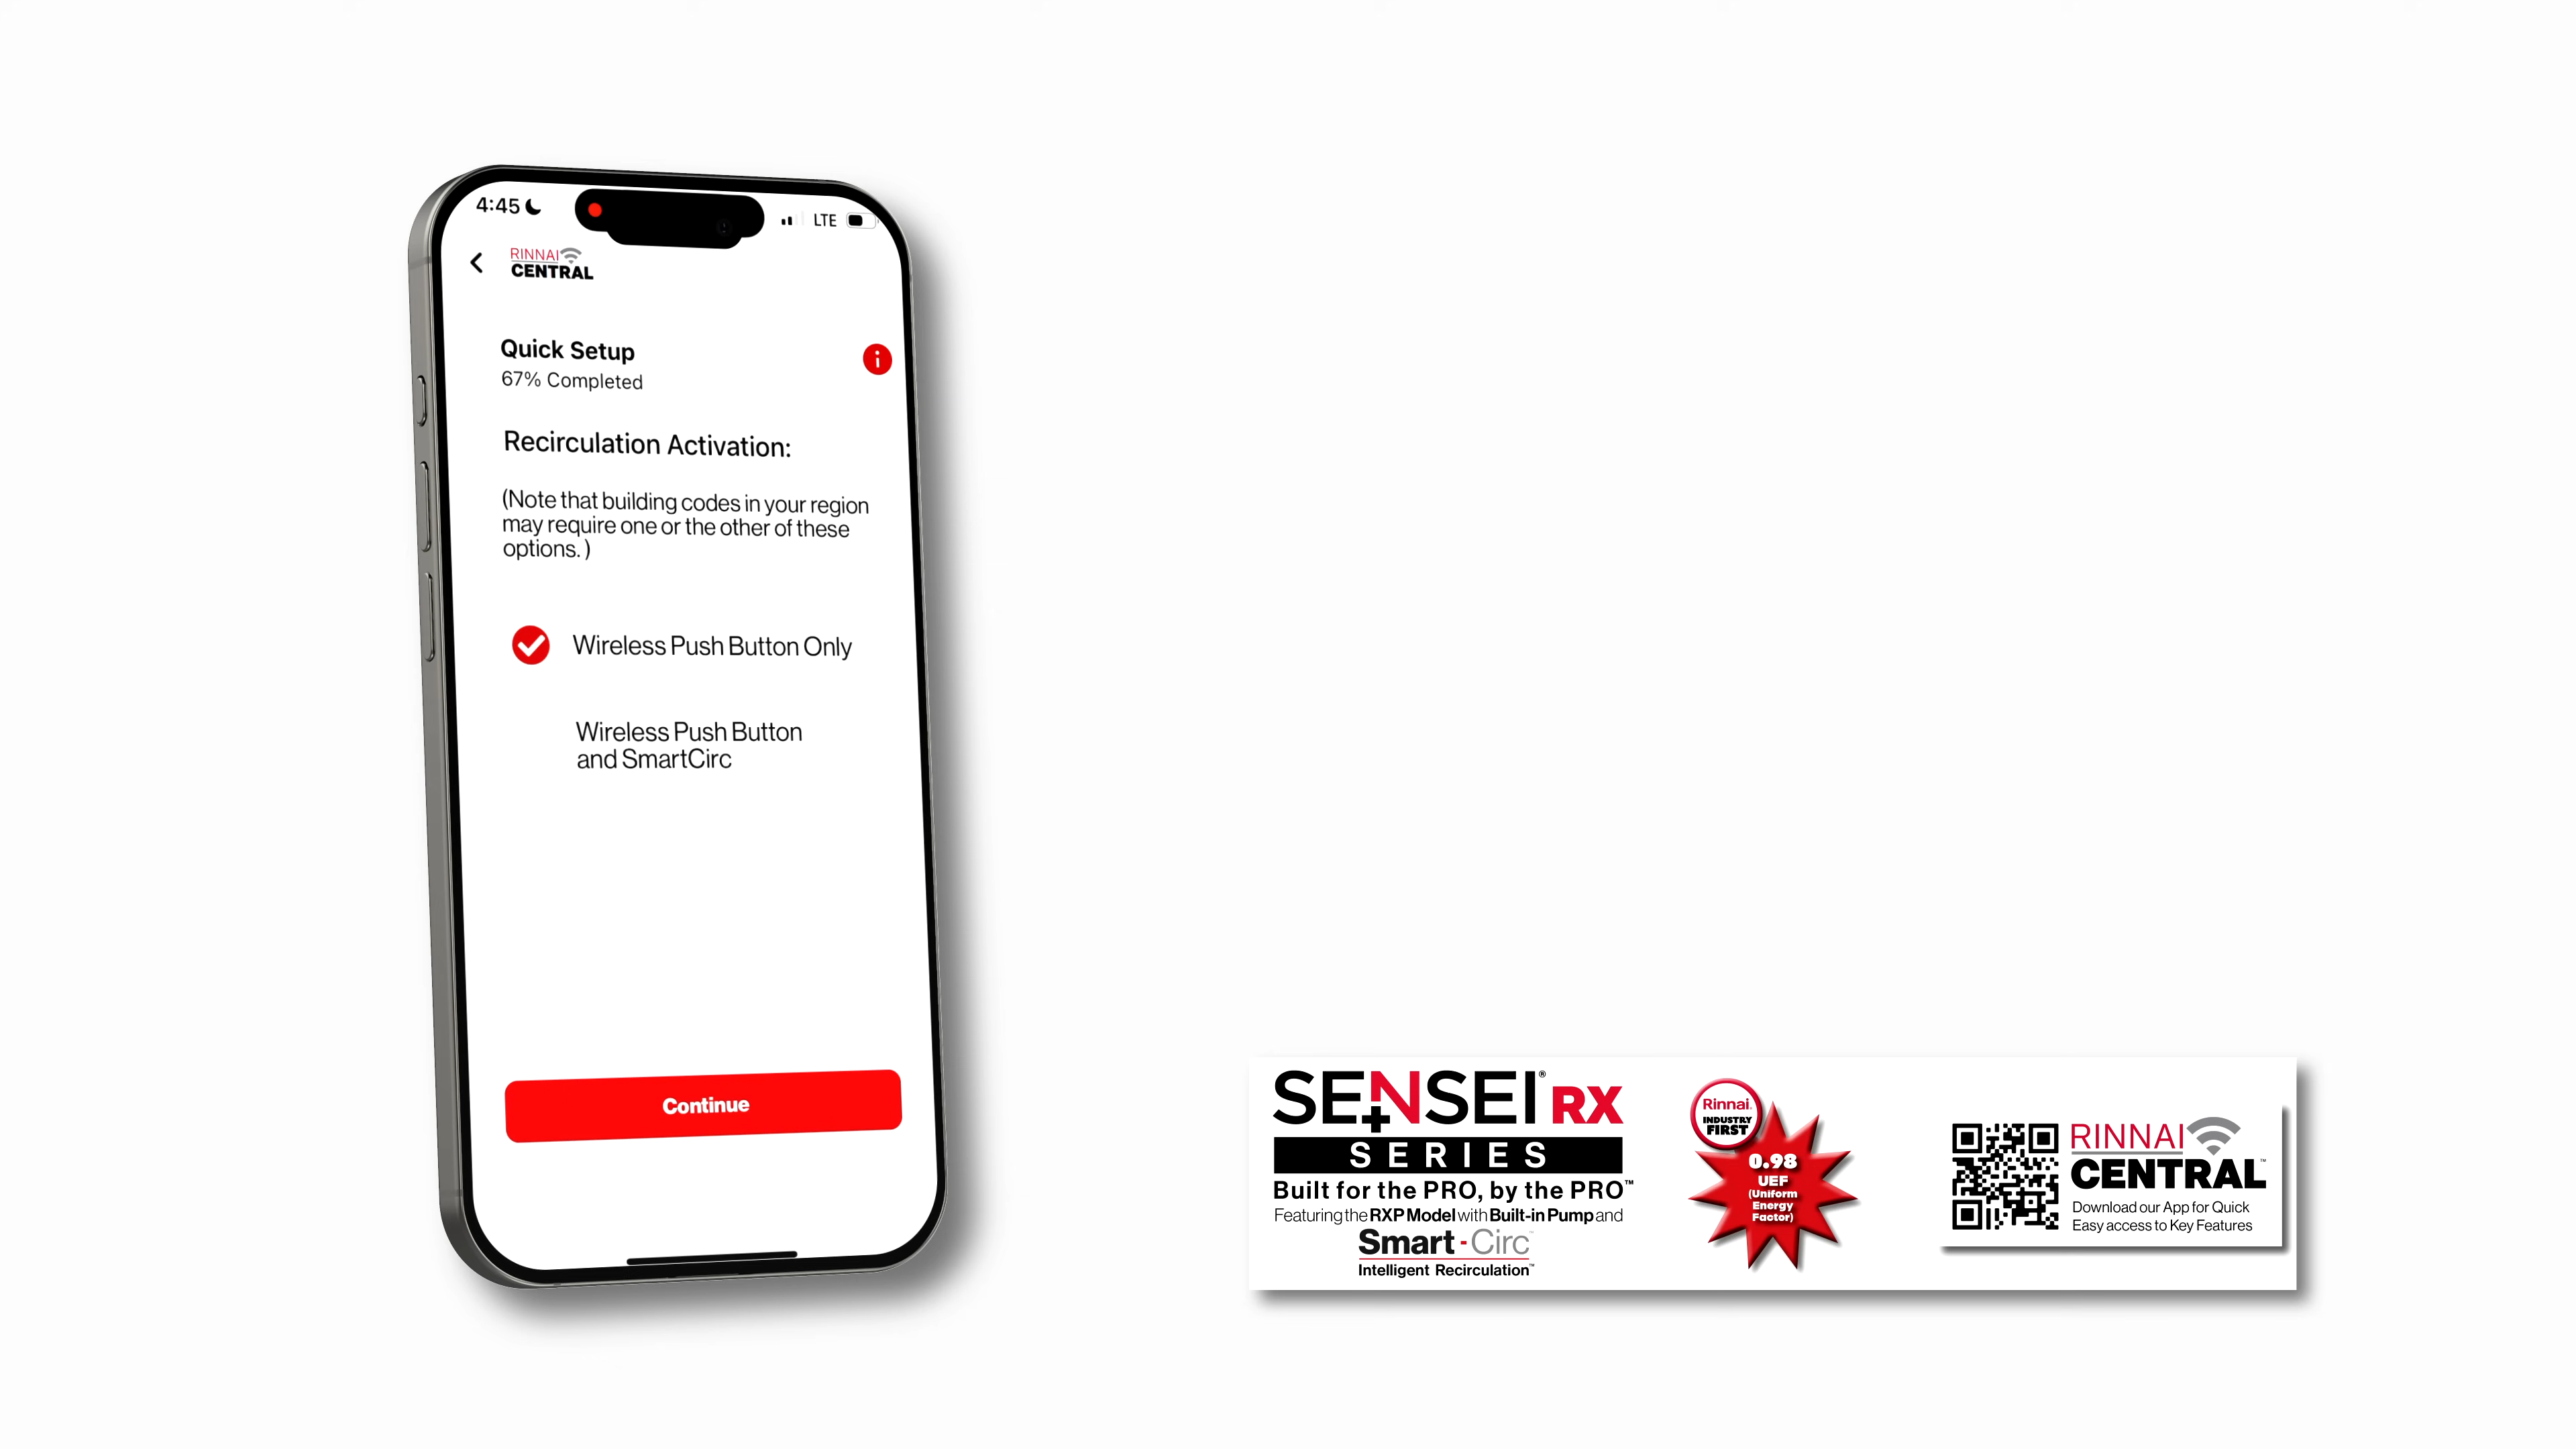 4:45
LTE
RINNAI
CENTRAL
Quick Setup
67% Completed
Recirculation Activation:
(Note that building codes in your region
may require one or the other of these
options. )
Wireless Push Button Only
Wireless Push Button
and SmartCirc
Continue
SENSEI® RX
SERIES
Built for the PRO, by the PRO™
Featuring the RXP Model with Built-in Pump and
Smart-Circ™
Intelligent Recirculation™
Rinnai
INDUSTRY
FIRST
0.98
UEF
(Uniform
Energy
Factor)
RINNAI
CENTRAL™
Download our App for Quick
Easy access to Key Features